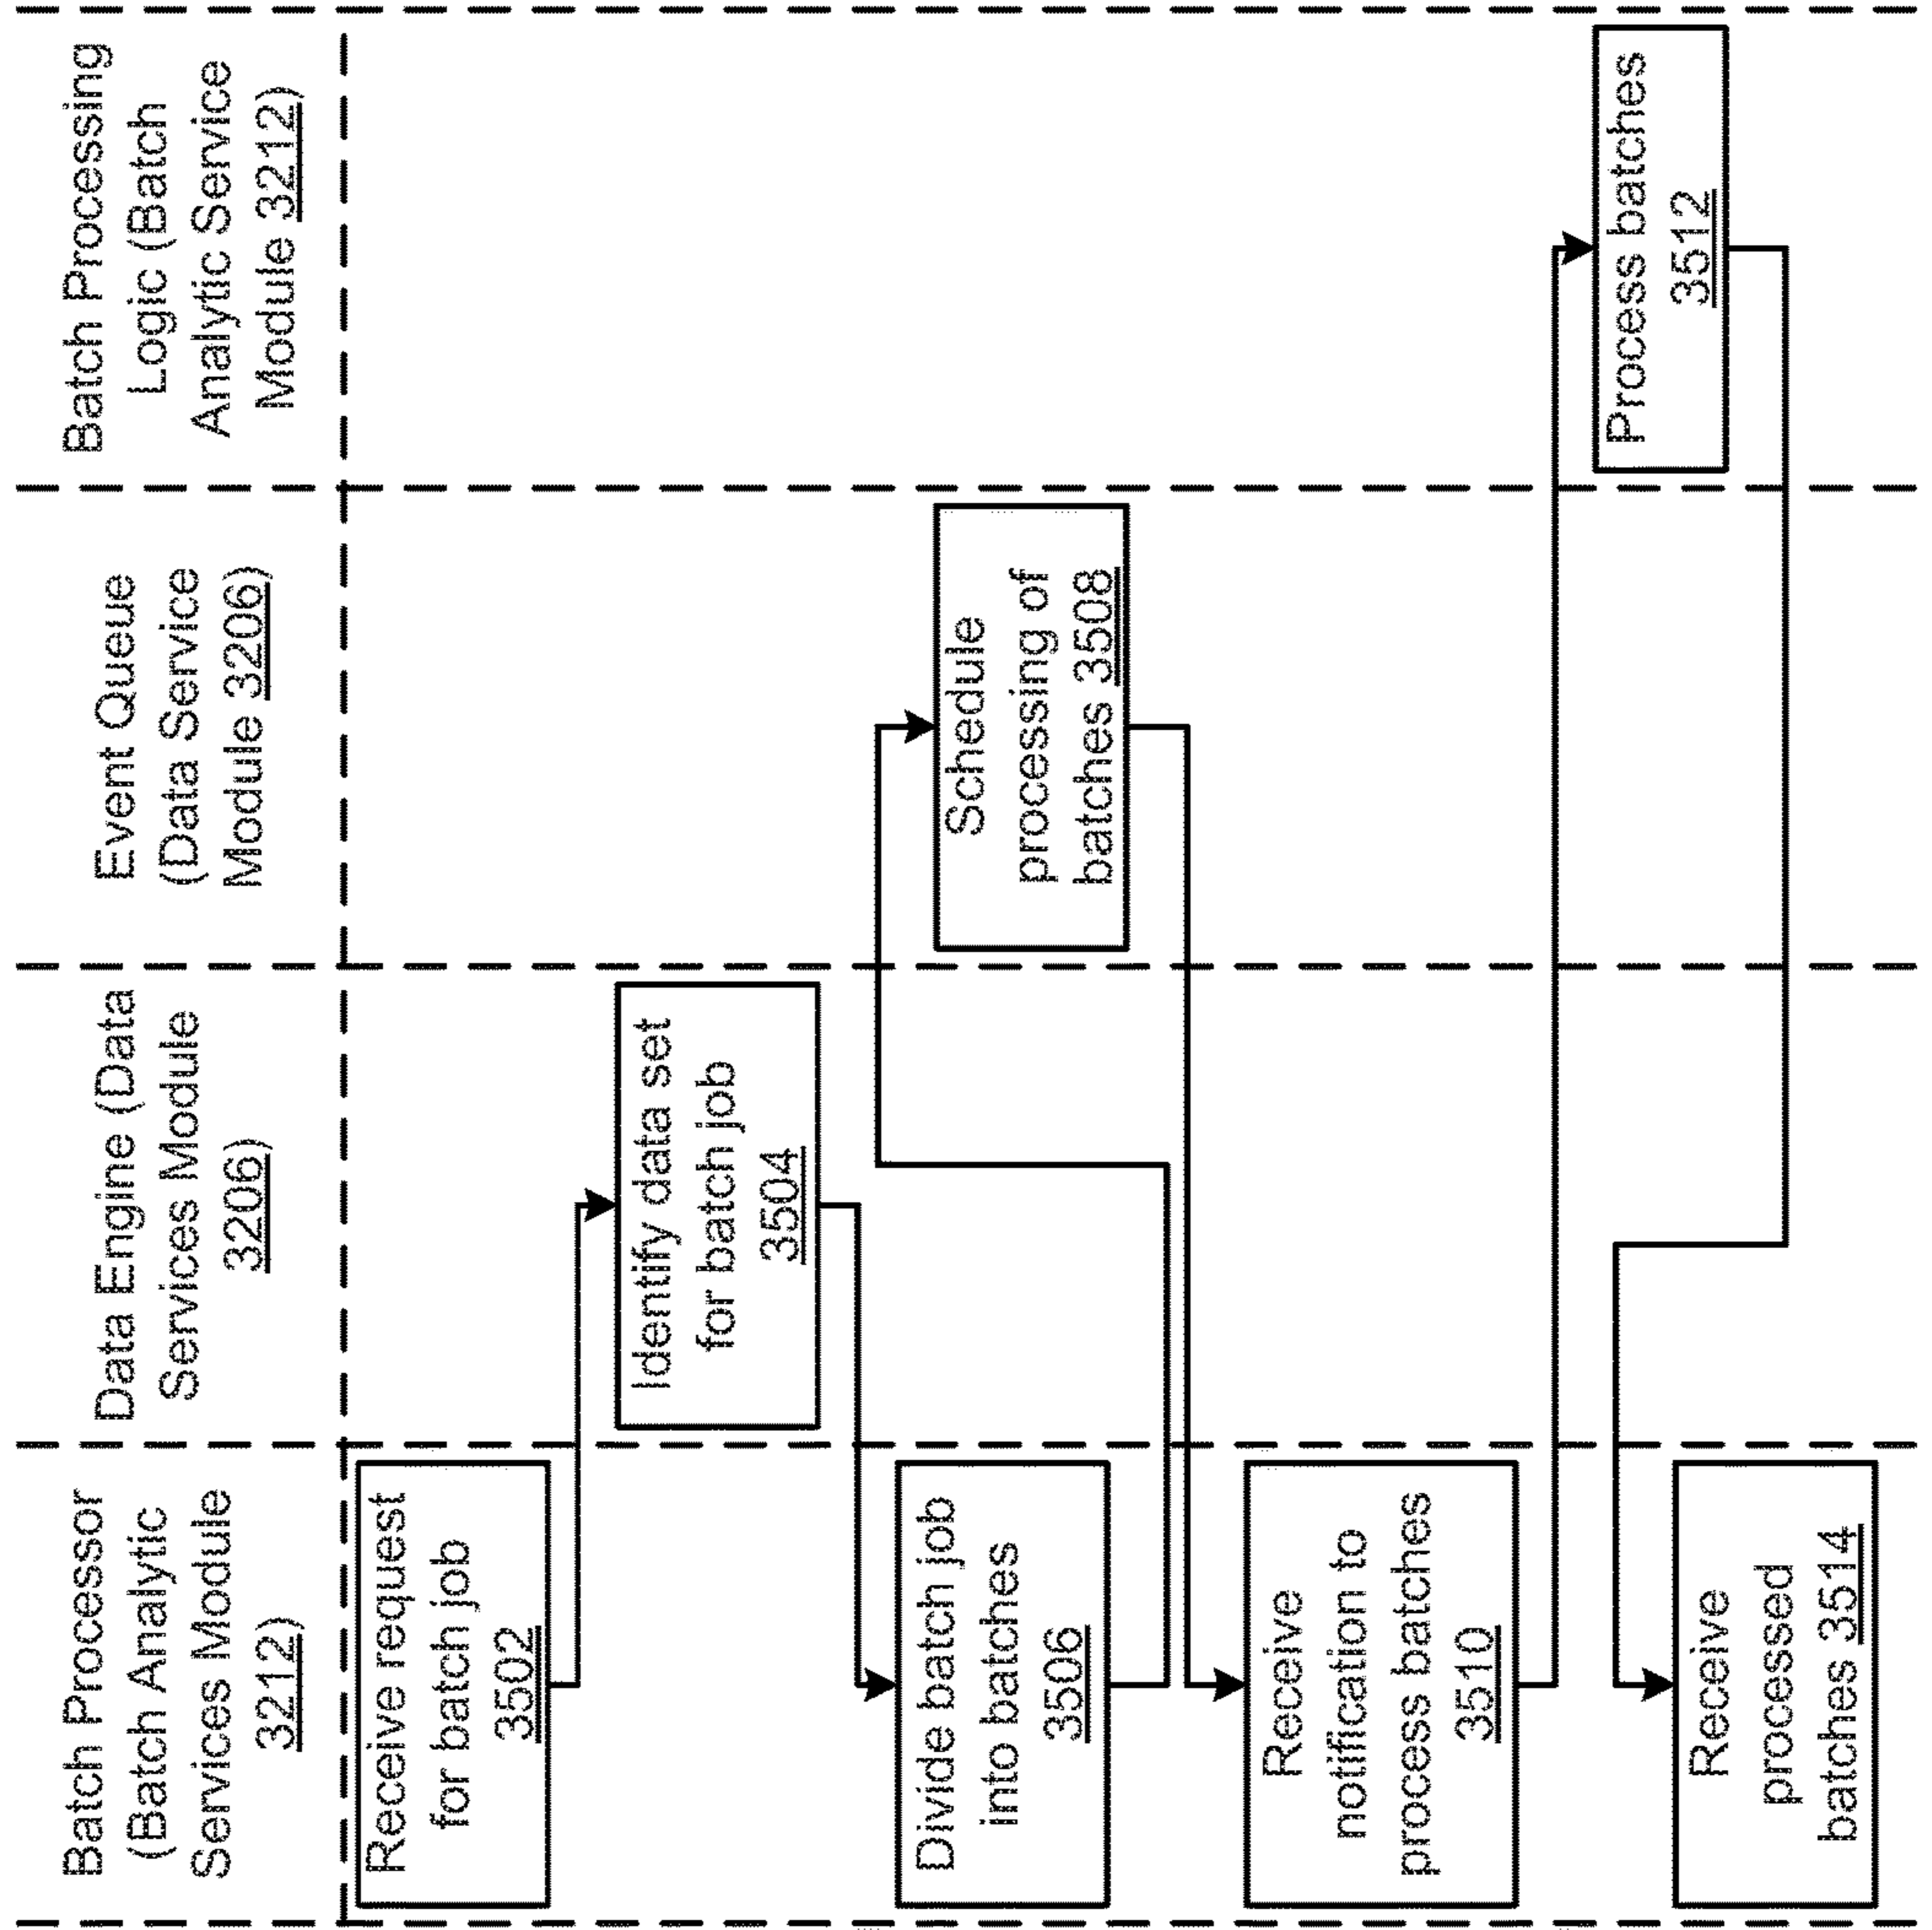 Batch Processor
(Batch Analytic
Services Module
3212)
Data Engine (Data
Services Module
3206)
Event Queue
(Data Service
Module 3206)
Batch Processing
Logic (Batch
Analytic Service
Module 3212)
Receive request
for batch job
3502
Identify data set
for batch job
3504
Divide batch job
into batches
3506
Schedule
processing of
batches 3508
Receive
notification to
process batches
3510
Process batches
3512
Receive
processed
batches 3514